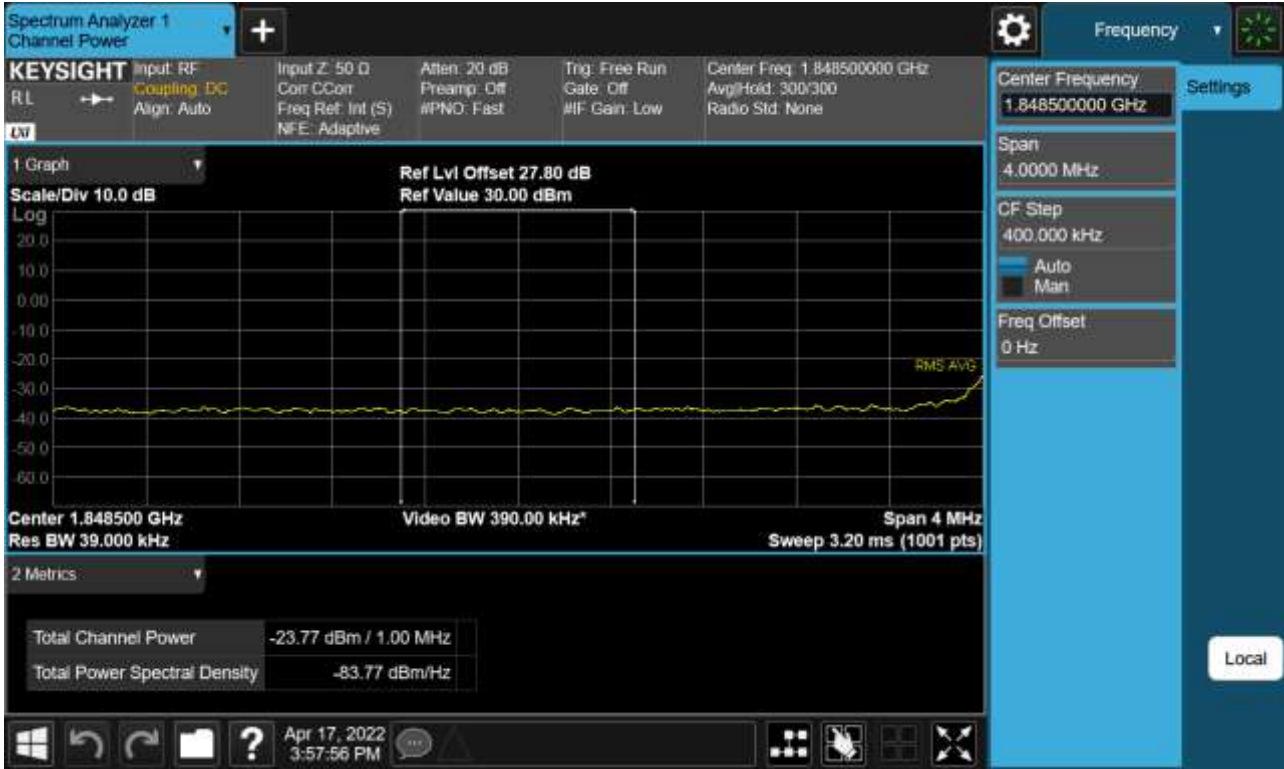 Spectrum Analyzer 1
Channel Power
+
Frequency
KEYSIGHT
RL
LXI
Input: RF
Coupling: DC
Align: Auto
Input Z: 50 Ω
Corr CCorr
Freq Ref: Int (S)
NFE: Adaptive
Atten: 20 dB
Preamp: Off
#PNO: Fast
Trig: Free Run
Gate: Off
#IF Gain: Low
Center Freq: 1.848500000 GHz
Avg|Hold: 300/300
Radio Std: None
Center Frequency
1.848500000 GHz
Settings
Span
4.0000 MHz
CF Step
400.000 kHz
Auto
Man
Freq Offset
0 Hz
Local
1 Graph
Scale/Div 10.0 dB
Ref Lvl Offset 27.80 dB
Ref Value 30.00 dBm
Log
20.0
10.0
0.00
-10.0
-20.0
-30.0
-40.0
-50.0
-60.0
RMS AVG
Center 1.848500 GHz
Video BW 390.00 kHz*
Span 4 MHz
Res BW 39.000 kHz
Sweep 3.20 ms (1001 pts)
2 Metrics
Total Channel Power -23.77 dBm / 1.00 MHz
Total Power Spectral Density -83.77 dBm/Hz
?
Apr 17, 2022
3:57:56 PM